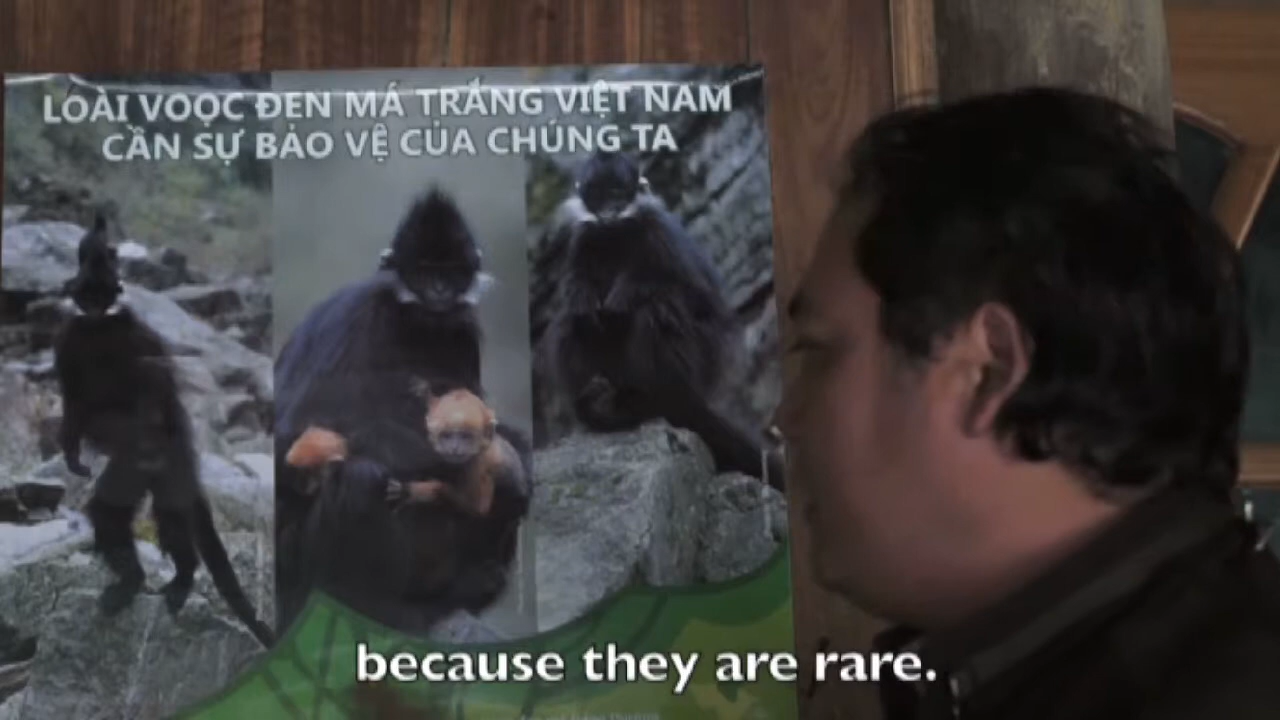 LOÀI VOỌC ĐEN MÁ TRẮNG VIỆT NAM
CẦN SỰ BẢO VỆ CỦA CHÚNG TA
because they are rare.